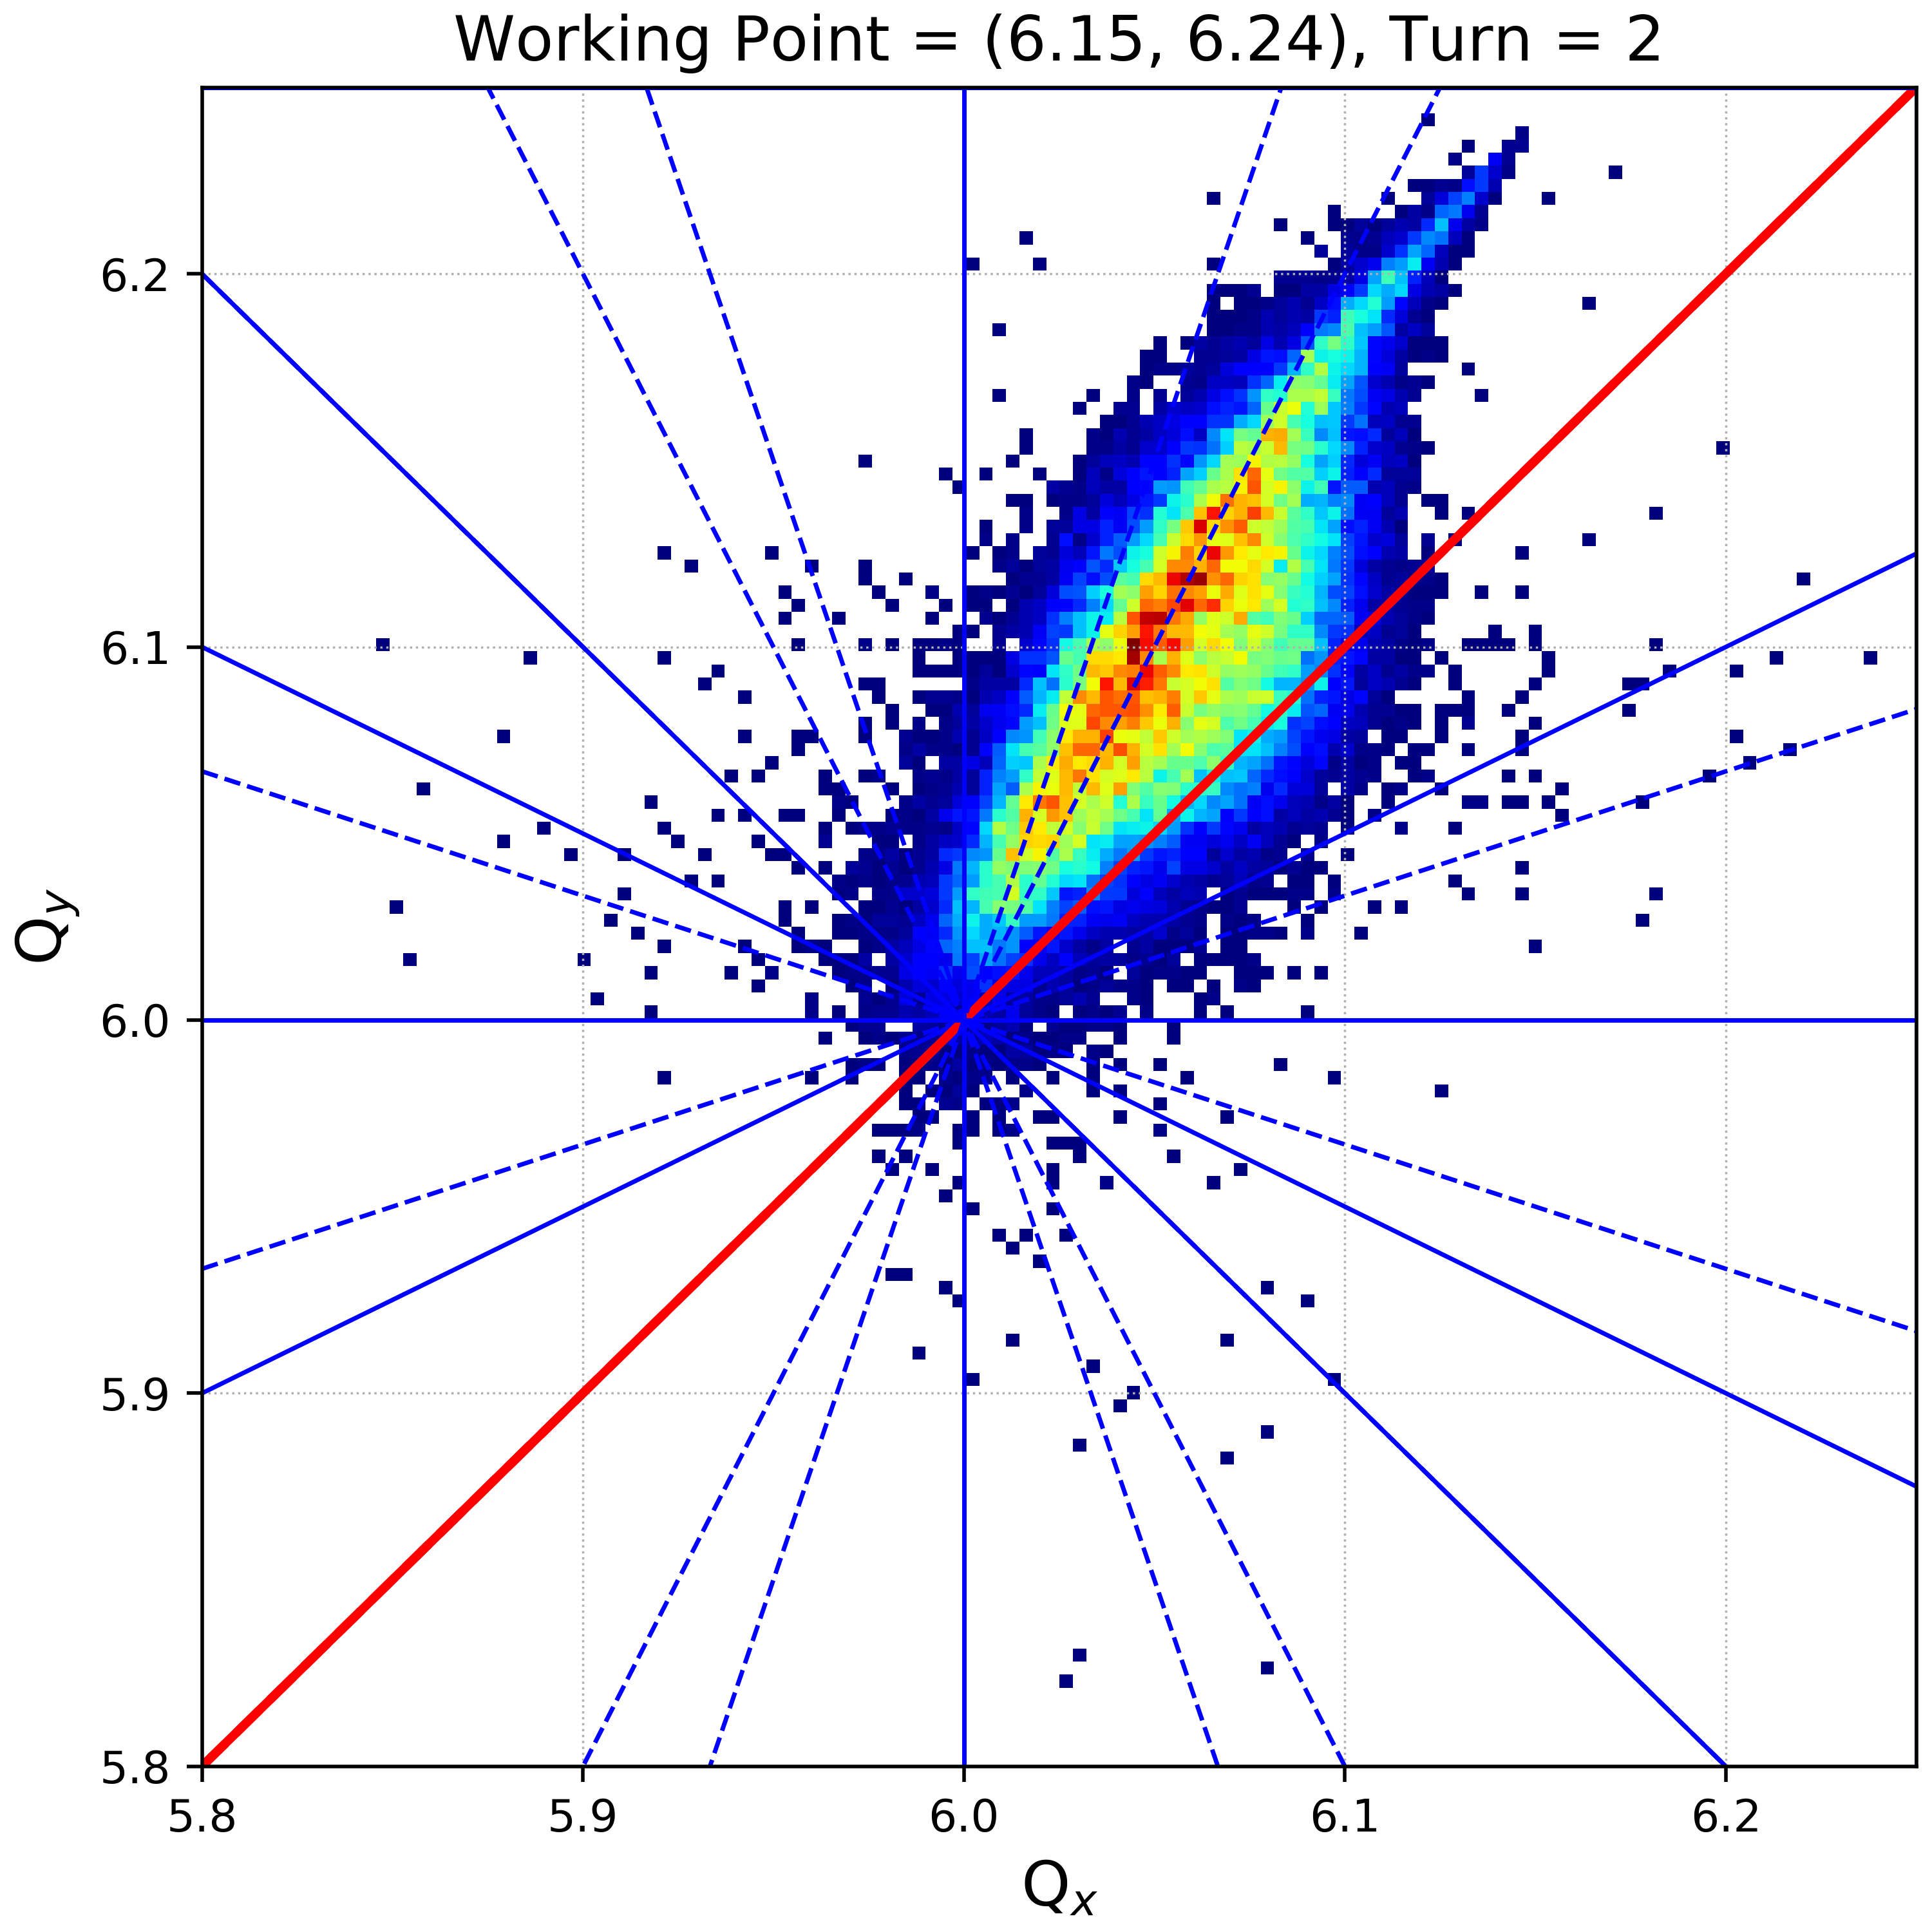 Working Point = (6.15, 6.24), Turn = 2
6.2
6.1
6.0
5.9
5.8
Qy
5.8 5.9 6.0 6.1 6.2
Qx